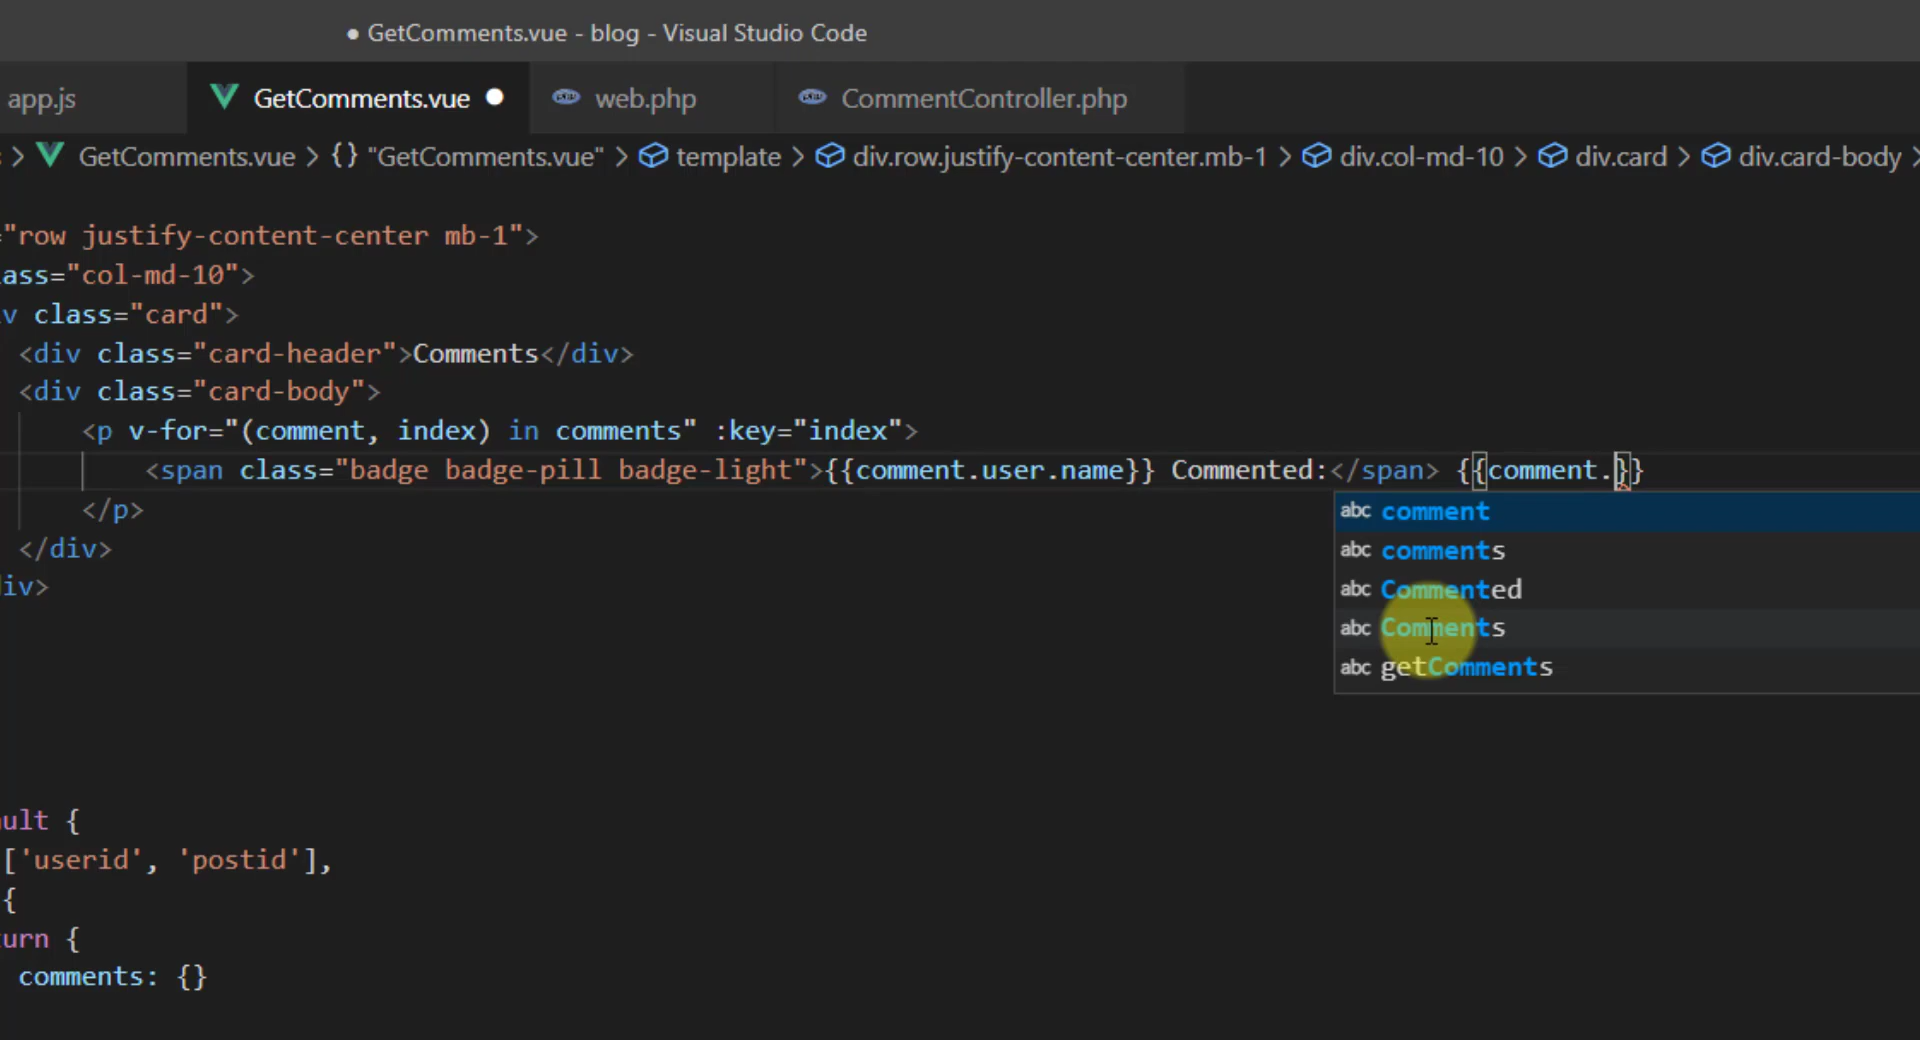 ● GetComments.vue - blog - Visual Studio Code
app.js GetComments.vue ● web.php CommentController.php
> GetComments.vue > {} "GetComments.vue" > template > div.row.justify-content-center.mb-1 > div.col-md-10 > div.card > div.card-body >
="row justify-content-center mb-1">
lass="col-md-10">
iv class="card">
<div class="card-header">Comments</div>
<div class="card-body">
<p v-for="(comment, index) in comments" :key="index">
<span class="badge badge-pill badge-light">{{comment.user.name}} Commented:</span> {{comment.}}
</p>
</div>
div>
abc comment
abc comments
abc Commented
abc Comments
abc getComments
ault {
['userid', 'postid'],
{
turn {
comments: {}